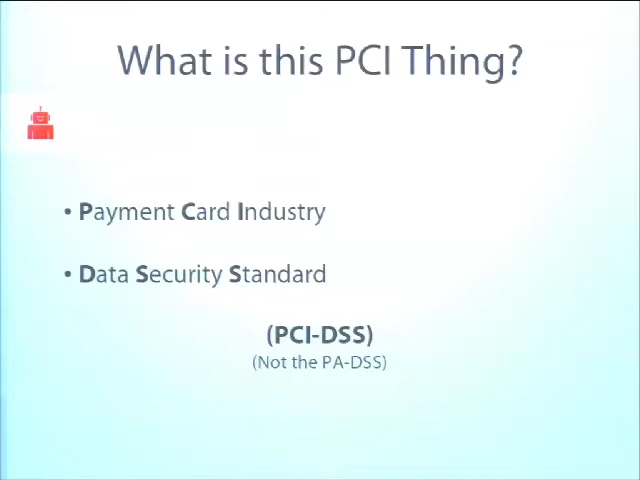 What is this PCI Thing?
• Payment Card Industry
• Data Security Standard
(PCI-DSS)
(Not the PA-DSS)